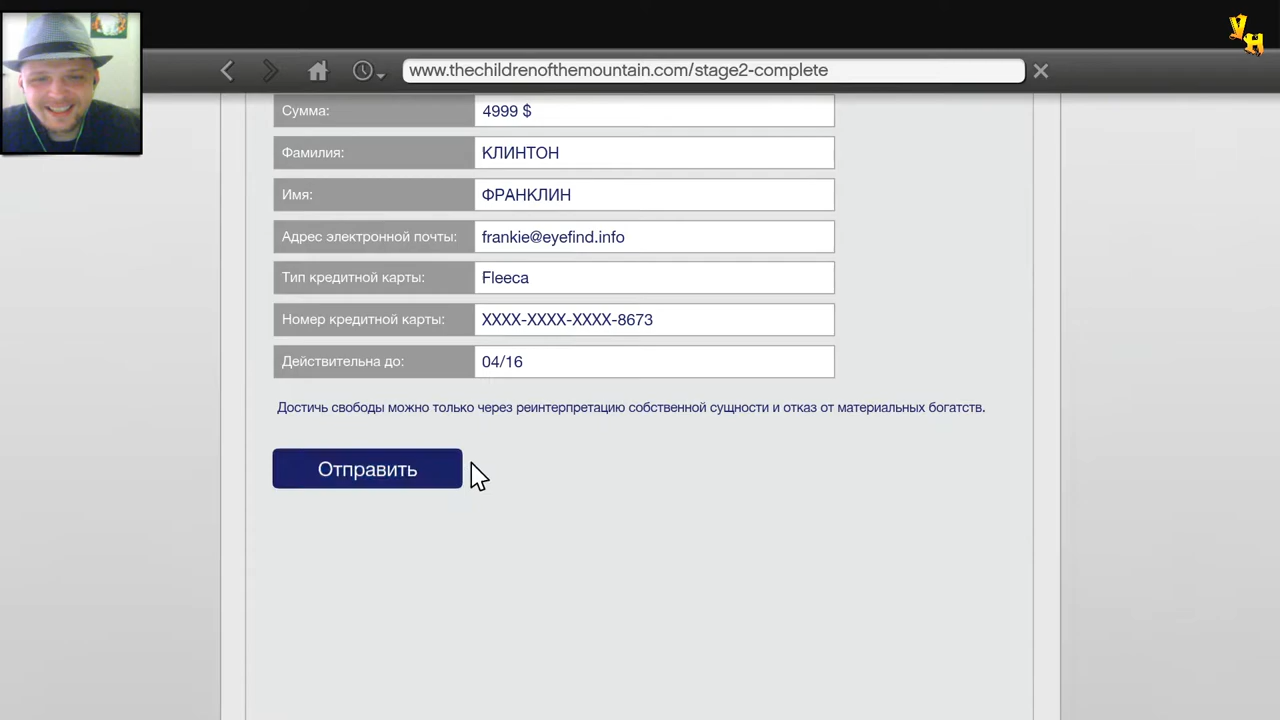 УН
www.thechildrenofthemountain.com/stage2-complete
Сумма: 4999 $
Фамилия: КЛИНТОН
Имя: ФРАНКЛИН
Адрес электронной почты: frankie@eyefind.info
Тип кредитной карты: Fleeca
Номер кредитной карты: XXXX-XXXX-XXXX-8673
Действительна до: 04/16
Достичь свободы можно только через реинтерпретацию собственной сущности и отказ от материальных богатств.
Отправить